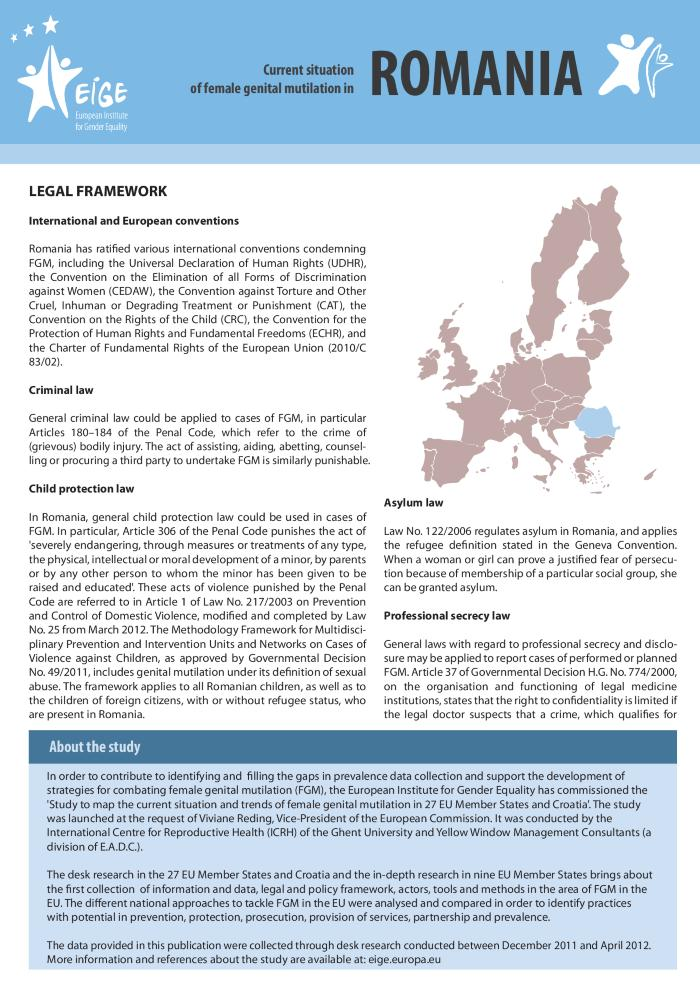 EIGE
European Institute
for Gender Equality
Current situation
of female genital mutilation in
ROMANIA
LEGAL FRAMEWORK
International and European conventions
Romania has ratified various international conventions condemning
FGM, including the Universal Declaration of Human Rights (UDHR),
the Convention on the Elimination of all Forms of Discrimination
against Women (CEDAW), the Convention against Torture and Other
Cruel, Inhuman or Degrading Treatment or Punishment (CAT), the
Convention on the Rights of the Child (CRC), the Convention for the
Protection of Human Rights and Fundamental Freedoms (ECHR), and
the Charter of Fundamental Rights of the European Union (2010/C
83/02).
Criminal law
General criminal law could be applied to cases of FGM, in particular
Articles 180–184 of the Penal Code, which refer to the crime of
(grievous) bodily injury. The act of assisting, aiding, abetting, counsel-
ling or procuring a third party to undertake FGM is similarly punishable.
Child protection law
In Romania, general child protection law could be used in cases of
FGM. In particular, Article 306 of the Penal Code punishes the act of
'severely endangering, through measures or treatments of any type,
the physical, intellectual or moral development of a minor, by parents
or by any other person to whom the minor has been given to be
raised and educated'. These acts of violence punished by the Penal
Code are referred to in Article 1 of Law No. 217/2003 on Prevention
and Control of Domestic Violence, modified and completed by Law
No. 25 from March 2012. The Methodology Framework for Multidisci-
plinary Prevention and Intervention Units and Networks on Cases of
Violence against Children, as approved by Governmental Decision
No. 49/2011, includes genital mutilation under its definition of sexual
abuse. The framework applies to all Romanian children, as well as to
the children of foreign citizens, with or without refugee status, who
are present in Romania.
Asylum law
Law No. 122/2006 regulates asylum in Romania, and applies
the refugee definition stated in the Geneva Convention.
When a woman or girl can prove a justified fear of persecu-
tion because of membership of a particular social group, she
can be granted asylum.
Professional secrecy law
General laws with regard to professional secrecy and disclo-
sure may be applied to report cases of performed or planned
FGM. Article 37 of Governmental Decision H.G. No. 774/2000,
on the organisation and functioning of legal medicine
institutions, states that the right to confidentiality is limited if
the legal doctor suspects that a crime, which qualifies for
About the study
In order to contribute to identifying and filling the gaps in prevalence data collection and support the development of
strategies for combating female genital mutilation (FGM), the European Institute for Gender Equality has commissioned the
'Study to map the current situation and trends of female genital mutilation in 27 EU Member States and Croatia'. The study
was launched at the request of Viviane Reding, Vice-President of the European Commission. It was conducted by the
International Centre for Reproductive Health (ICRH) of the Ghent University and Yellow Window Management Consultants (a
division of E.A.D.C.).
The desk research in the 27 EU Member States and Croatia and the in-depth research in nine EU Member States brings about
the first collection of information and data, legal and policy framework, actors, tools and methods in the area of FGM in the
EU. The different national approaches to tackle FGM in the EU were analysed and compared in order to identify practices
with potential in prevention, protection, prosecution, provision of services, partnership and prevalence.
The data provided in this publication were collected through desk research conducted between December 2011 and April 2012.
More information and references about the study are available at: eige.europa.eu